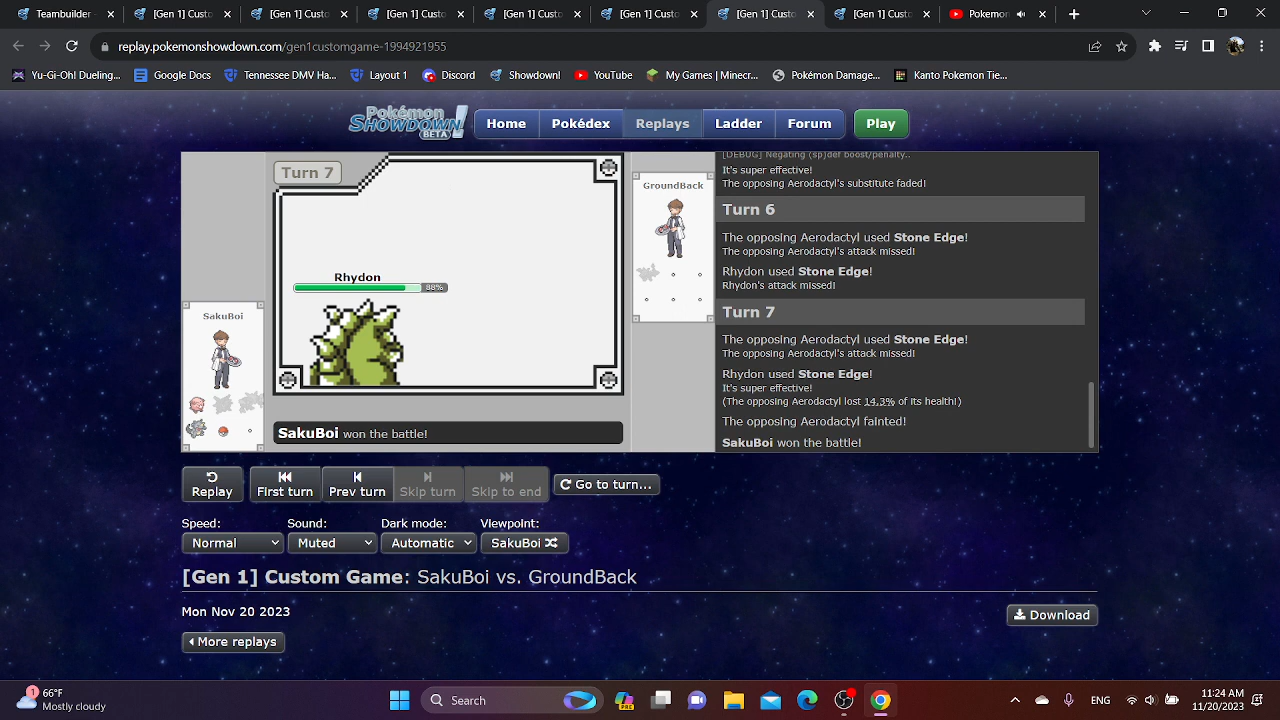 Teambuilder
[Gen 1] Custo
[Gen 1] Custo
[Gen 1] Custo
[Gen 1] Custo
[Gen 1] Custo
[Gen 1] Custo
[Gen 1] Custo
Pokemon
replay.pokemonshowdown.com/gen1customgame-1994921955
Yu-Gi-Oh! Dueling...
Google Docs
Tennessee DMV Ha...
Layout 1
Discord
Showdown!
YouTube
My Games | Minecr...
Pokémon Damage...
Kanto Pokemon Tie...
Pokémon
SHOWDOWN!
BETA
Home
Pokédex
Replays
Ladder
Forum
Play
Turn 7
Rhydon
88%
SakuBoi
GroundBack
SakuBoi won the battle!
[DEBUG] Negating (sp)def boost/penalty..
It's super effective!
The opposing Aerodactyl's substitute faded!
Turn 6
The opposing Aerodactyl used Stone Edge!
The opposing Aerodactyl's attack missed!
Rhydon used Stone Edge!
Rhydon's attack missed!
Turn 7
The opposing Aerodactyl used Stone Edge!
The opposing Aerodactyl's attack missed!
Rhydon used Stone Edge!
It's super effective!
(The opposing Aerodactyl lost 14.3% of its health!)
The opposing Aerodactyl fainted!
SakuBoi won the battle!
Replay
First turn
Prev turn
Skip turn
Skip to end
Go to turn...
Speed:
Sound:
Dark mode:
Viewpoint:
Normal
Muted
Automatic
SakuBoi
[Gen 1] Custom Game: SakuBoi vs. GroundBack
Mon Nov 20 2023
Download
More replays
1
66°F
Mostly cloudy
Search
PRE
ENG
11:24 AM
11/20/2023